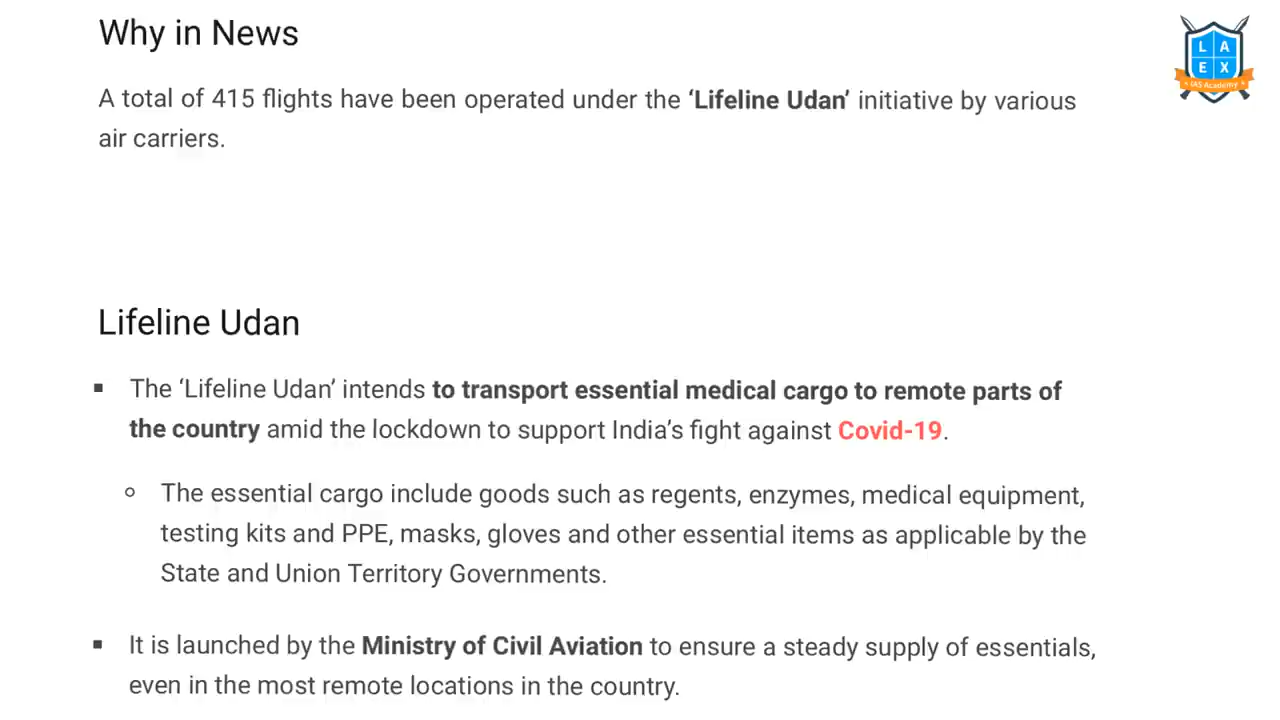 Why in News
L A
E X
IAS Academy
A total of 415 flights have been operated under the ‘Lifeline Udan’ initiative by various
air carriers.
Lifeline Udan
▪ The ‘Lifeline Udan’ intends to transport essential medical cargo to remote parts of
the country amid the lockdown to support India’s fight against Covid-19.
○ The essential cargo include goods such as regents, enzymes, medical equipment,
testing kits and PPE, masks, gloves and other essential items as applicable by the
State and Union Territory Governments.
▪ It is launched by the Ministry of Civil Aviation to ensure a steady supply of essentials,
even in the most remote locations in the country.